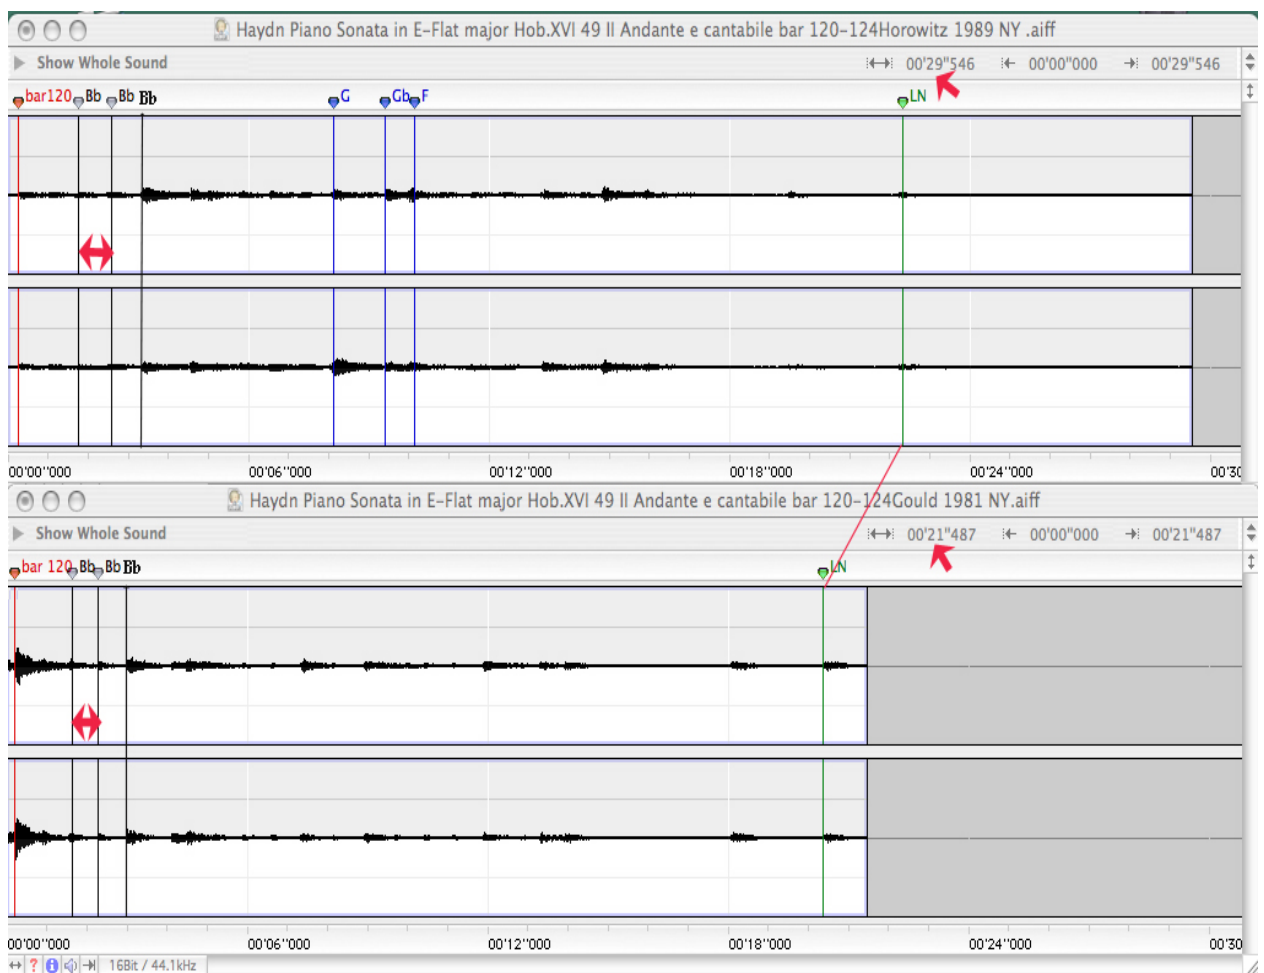 Haydn Piano Sonata in E-Flat major Hob.XVI 49 II Andante e cantabile bar 120-124Horowitz 1989 NY .aiff
Show Whole Sound 00'29"546 00'00"000 00'29"546
bar120 Bb Bb Bb G Gb F LN
00'00"000 00'06"000 00'12"000 00'18"000 00'24"000 00'30
Haydn Piano Sonata in E-Flat major Hob.XVI 49 II Andante e cantabile bar 120-124Gould 1981 NY.aiff
Show Whole Sound 00'21"487 00'00"000 00'21"487
bar 120 Bb Bb Bb LN
00'00"000 00'06"000 00'12"000 00'18"000 00'24"000 00'30
? i 16Bit / 44.1kHz